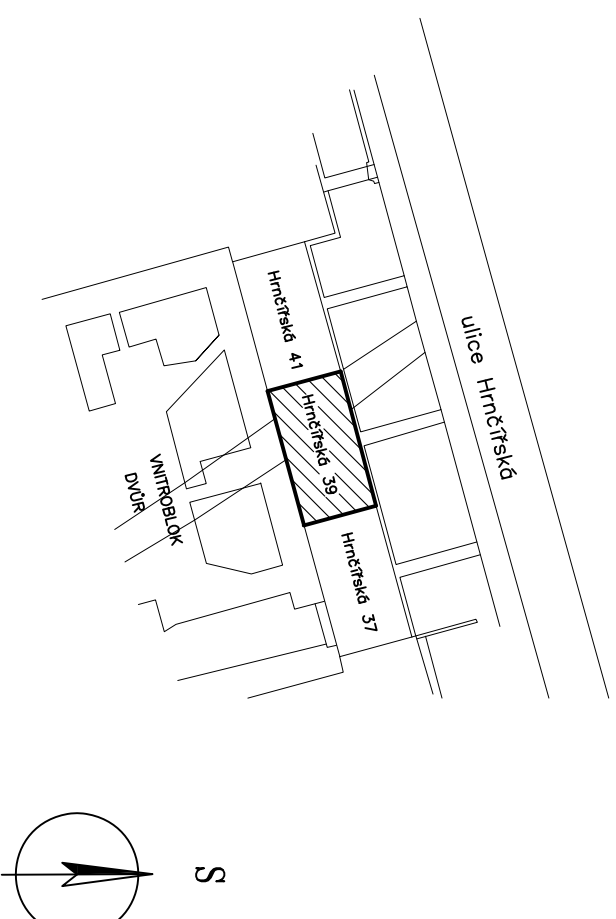 ulice Hrnčířská
Hrnčířská 41
Hrnčířská 39
Hrnčířská 37
VNITROBLOK
DVŮR
S